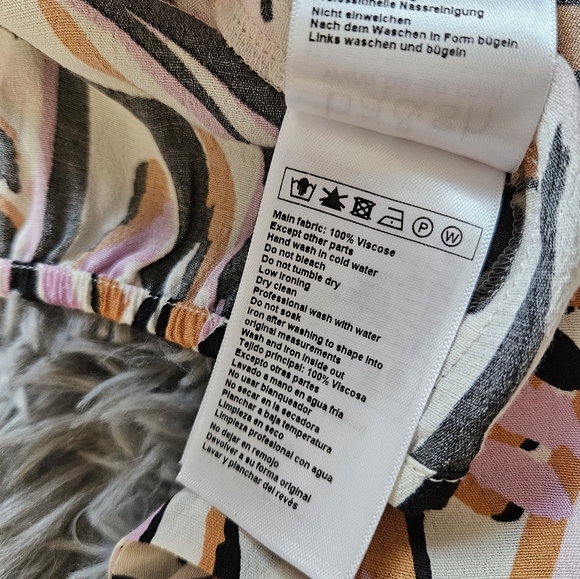 Professionelle Nassreinigung
Nicht einweichen
Nach dem Waschen in Form bügeln
Links waschen und bügeln
P
W
Main fabric: 100% Viscose
Except other parts
Hand wash in cold water
Do not bleach
Do not tumble dry
Low ironing
Dry clean
Professional wash with water
Do not soak
Iron after washing to shape into
original measurements
Wash and iron inside out
Tejido principal: 100% Viscosa
Excepto otras partes
Lavado a mano en agua fría
No usar blanqueador
No secar en la secadora
Planchar a baja temperatura
Limpieza en seco
Limpieza profesional con agua
No dejar en remojo
Devolver a su forma original
Lavar y planchar del revés